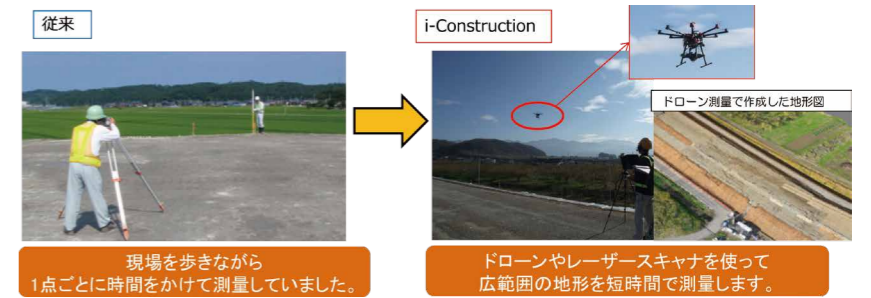 従来
i-Construction
ドローン測量で作成した地形図
現場を歩きながら
1点ごとに時間をかけて測量していました。
ドローンやレーザースキャナを使って
広範囲の地形を短時間で測量します。